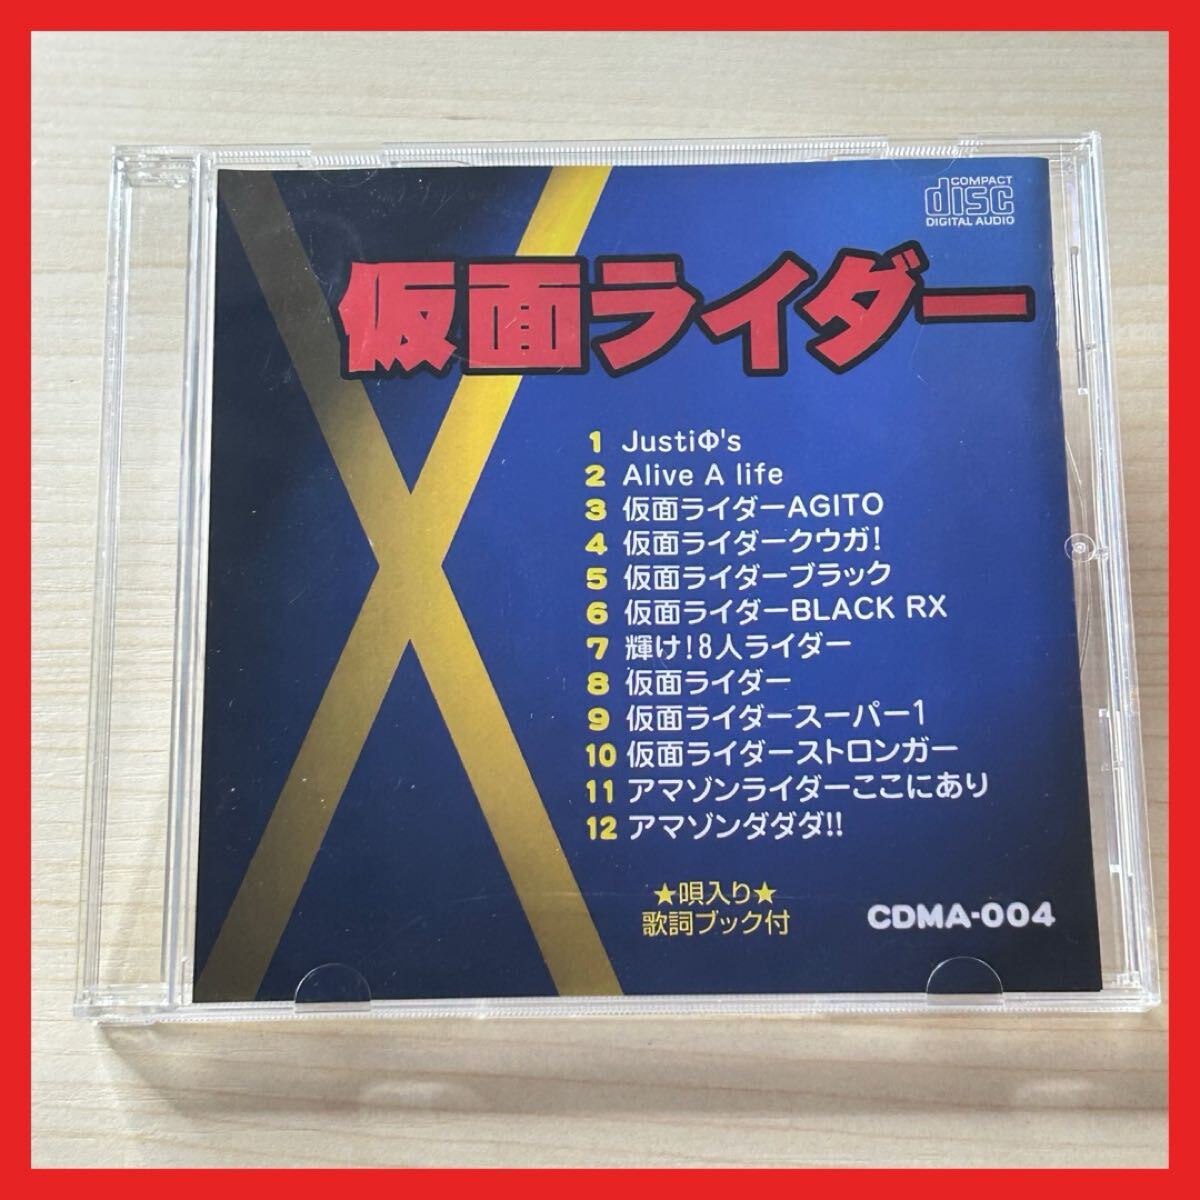 COMPACT
disc
DIGITAL AUDIO
仮面ライダー
1 JustiΦ's
2 Alive A life
3 仮面ライダーAGITO
4 仮面ライダークウガ!
5 仮面ライダーブラック
6 仮面ライダーBLACK RX
7 輝け!8人ライダー
8 仮面ライダー
9 仮面ライダースーパー1
10 仮面ライダーストロンガー
11 アマゾンライダーここにあり
12 アマゾンダダダ!!
★唄入り★
歌詞ブック付
CDMA-004